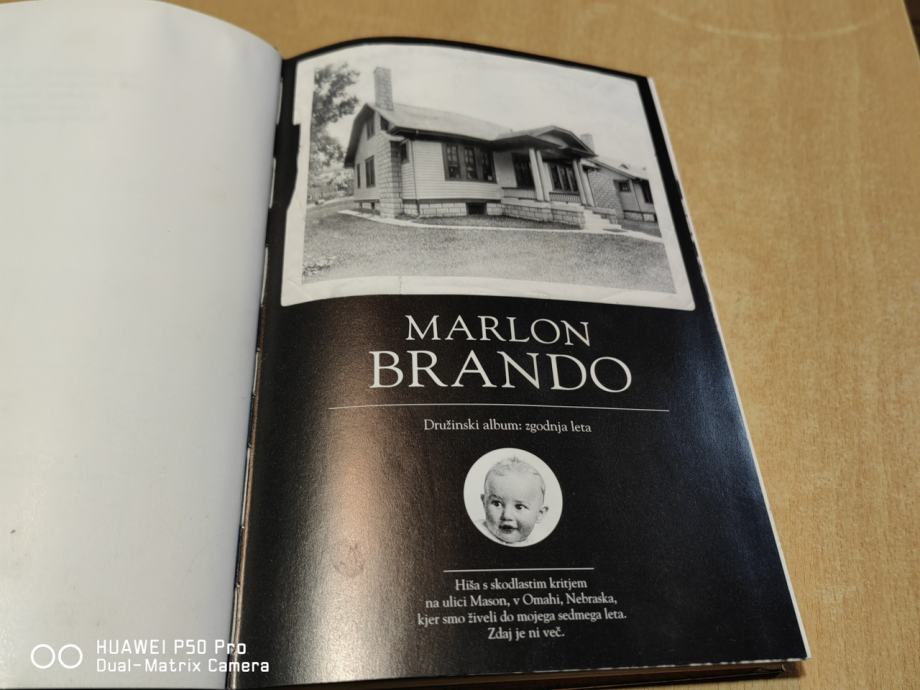 MARLON
BRANDO
Družinski album: zgodnja leta
Hiša s skodlastim kritjem
na ulici Mason, v Omahi, Nebraska,
kjer smo živeli do mojega sedmega leta.
Zdaj je ni več.
HUAWEI P50 Pro
Dual-Matrix Camera